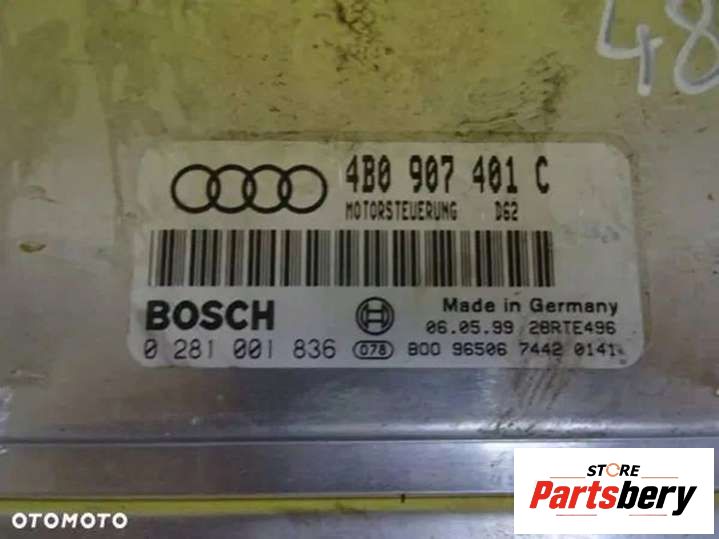 48
4B0 907 401 C
MOTORSTEUERUNG D62
BOSCH
Made in Germany
06.05.99 28RTE496
0 281 001 836 078 B00 96506 7442 0141
STORE
Partsbery
OTOMOTO